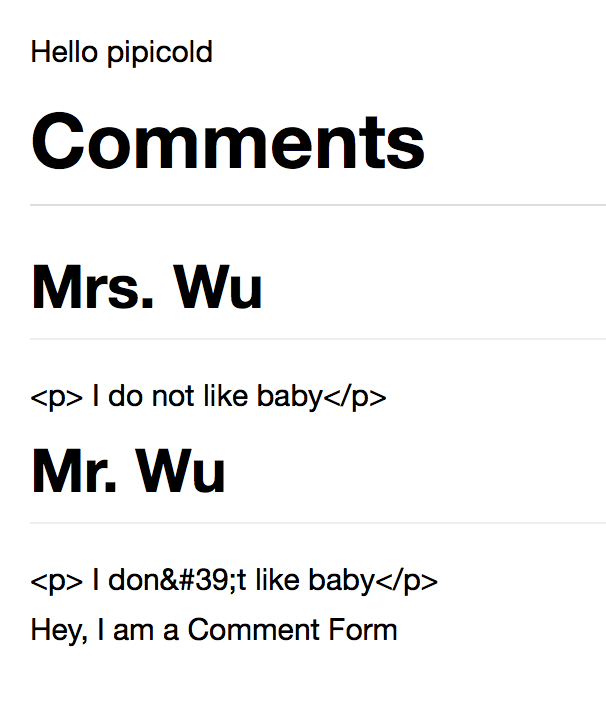 Hello pipicold
Comments
Mrs. Wu
<p> I do not like baby</p>
Mr. Wu
<p> I don&#39;t like baby</p>
Hey, I am a Comment Form